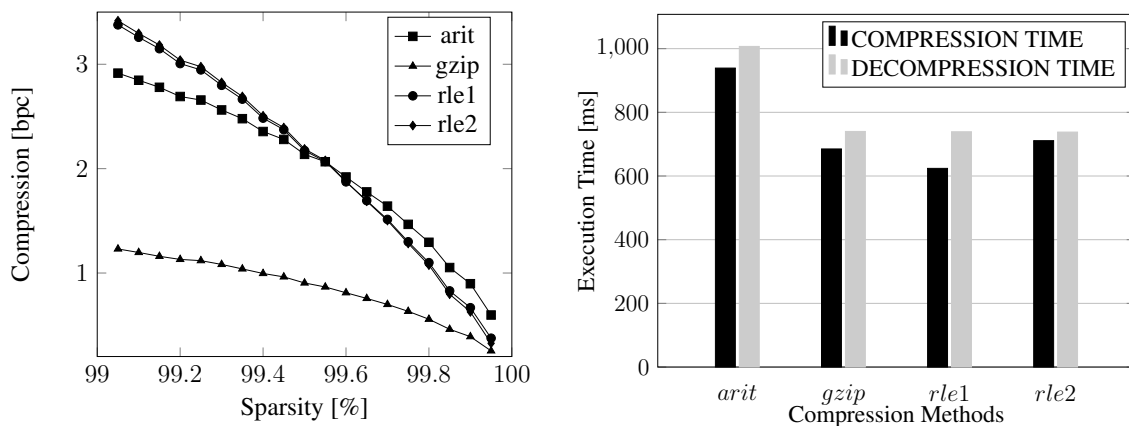 3
2
1
99
99.2
99.4
99.6
99.8
100
Compression [bpc]
Sparsity [%]
arit
gzip
rle1
rle2
1,000
800
600
400
200
0
Execution Time [ms]
COMPRESSION TIME
DECOMPRESSION TIME
arit
gzip
rle1
rle2
Compression Methods